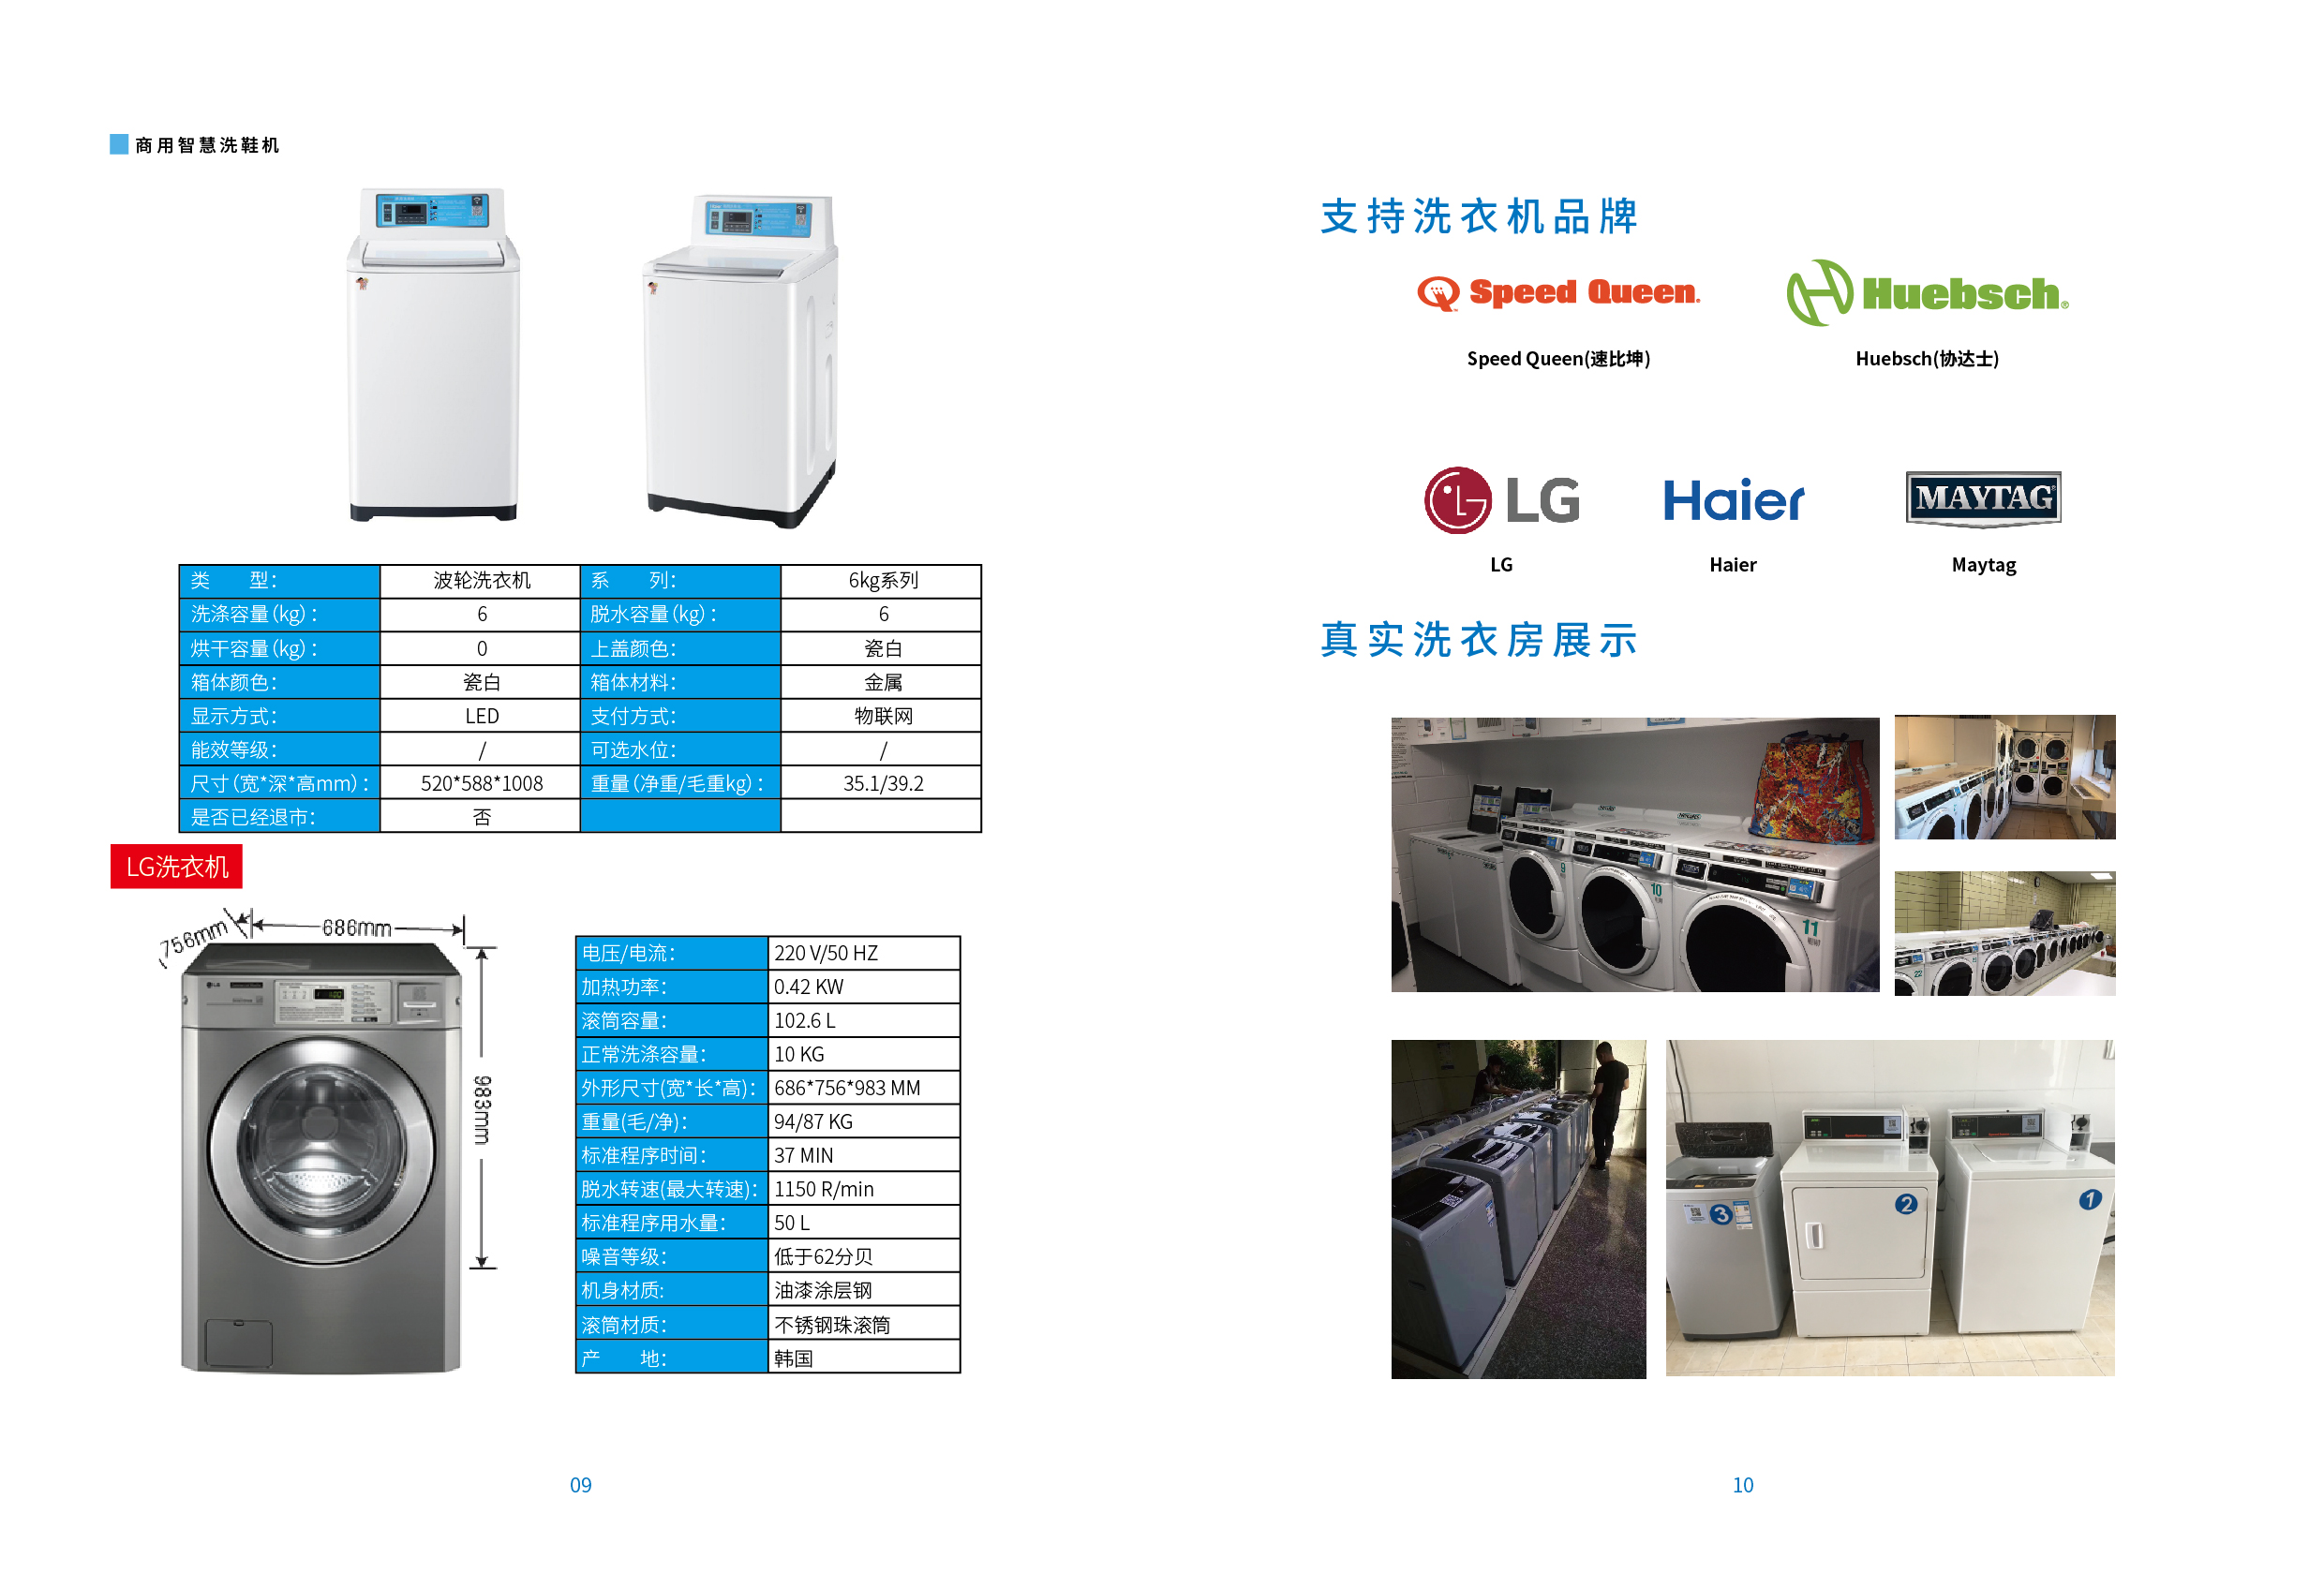 商用智慧洗鞋机
类 型： 波轮洗衣机 系 列： 6kg系列
洗涤容量（kg）： 6 脱水容量（kg）： 6
烘干容量（kg）： 0 上盖颜色： 瓷白
箱体颜色： 瓷白 箱体材料： 金属
显示方式： LED 支付方式： 物联网
能效等级： / 可选水位： /
尺寸（宽*深*高mm）： 520*588*1008 重量（净重/毛重kg）： 35.1/39.2
是否已经退市： 否
LG洗衣机
756mm
686mm
983mm
LG
电压/电流： 220 V/50 HZ
加热功率： 0.42 KW
滚筒容量： 102.6 L
正常洗涤容量： 10 KG
外形尺寸(宽*长*高)： 686*756*983 MM
重量(毛/净)： 94/87 KG
标准程序时间： 37 MIN
脱水转速(最大转速)： 1150 R/min
标准程序用水量： 50 L
噪音等级： 低于62分贝
机身材质: 油漆涂层钢
滚筒材质： 不锈钢珠滚筒
产 地： 韩国
09
支持洗衣机品牌
Speed Queen®
Huebsch®
Speed Queen(速比坤)
Huebsch(协达士)
LG
Haier
MAYTAG®
LG
Haier
Maytag
真实洗衣房展示
9
10
11
22
3
2
1
10